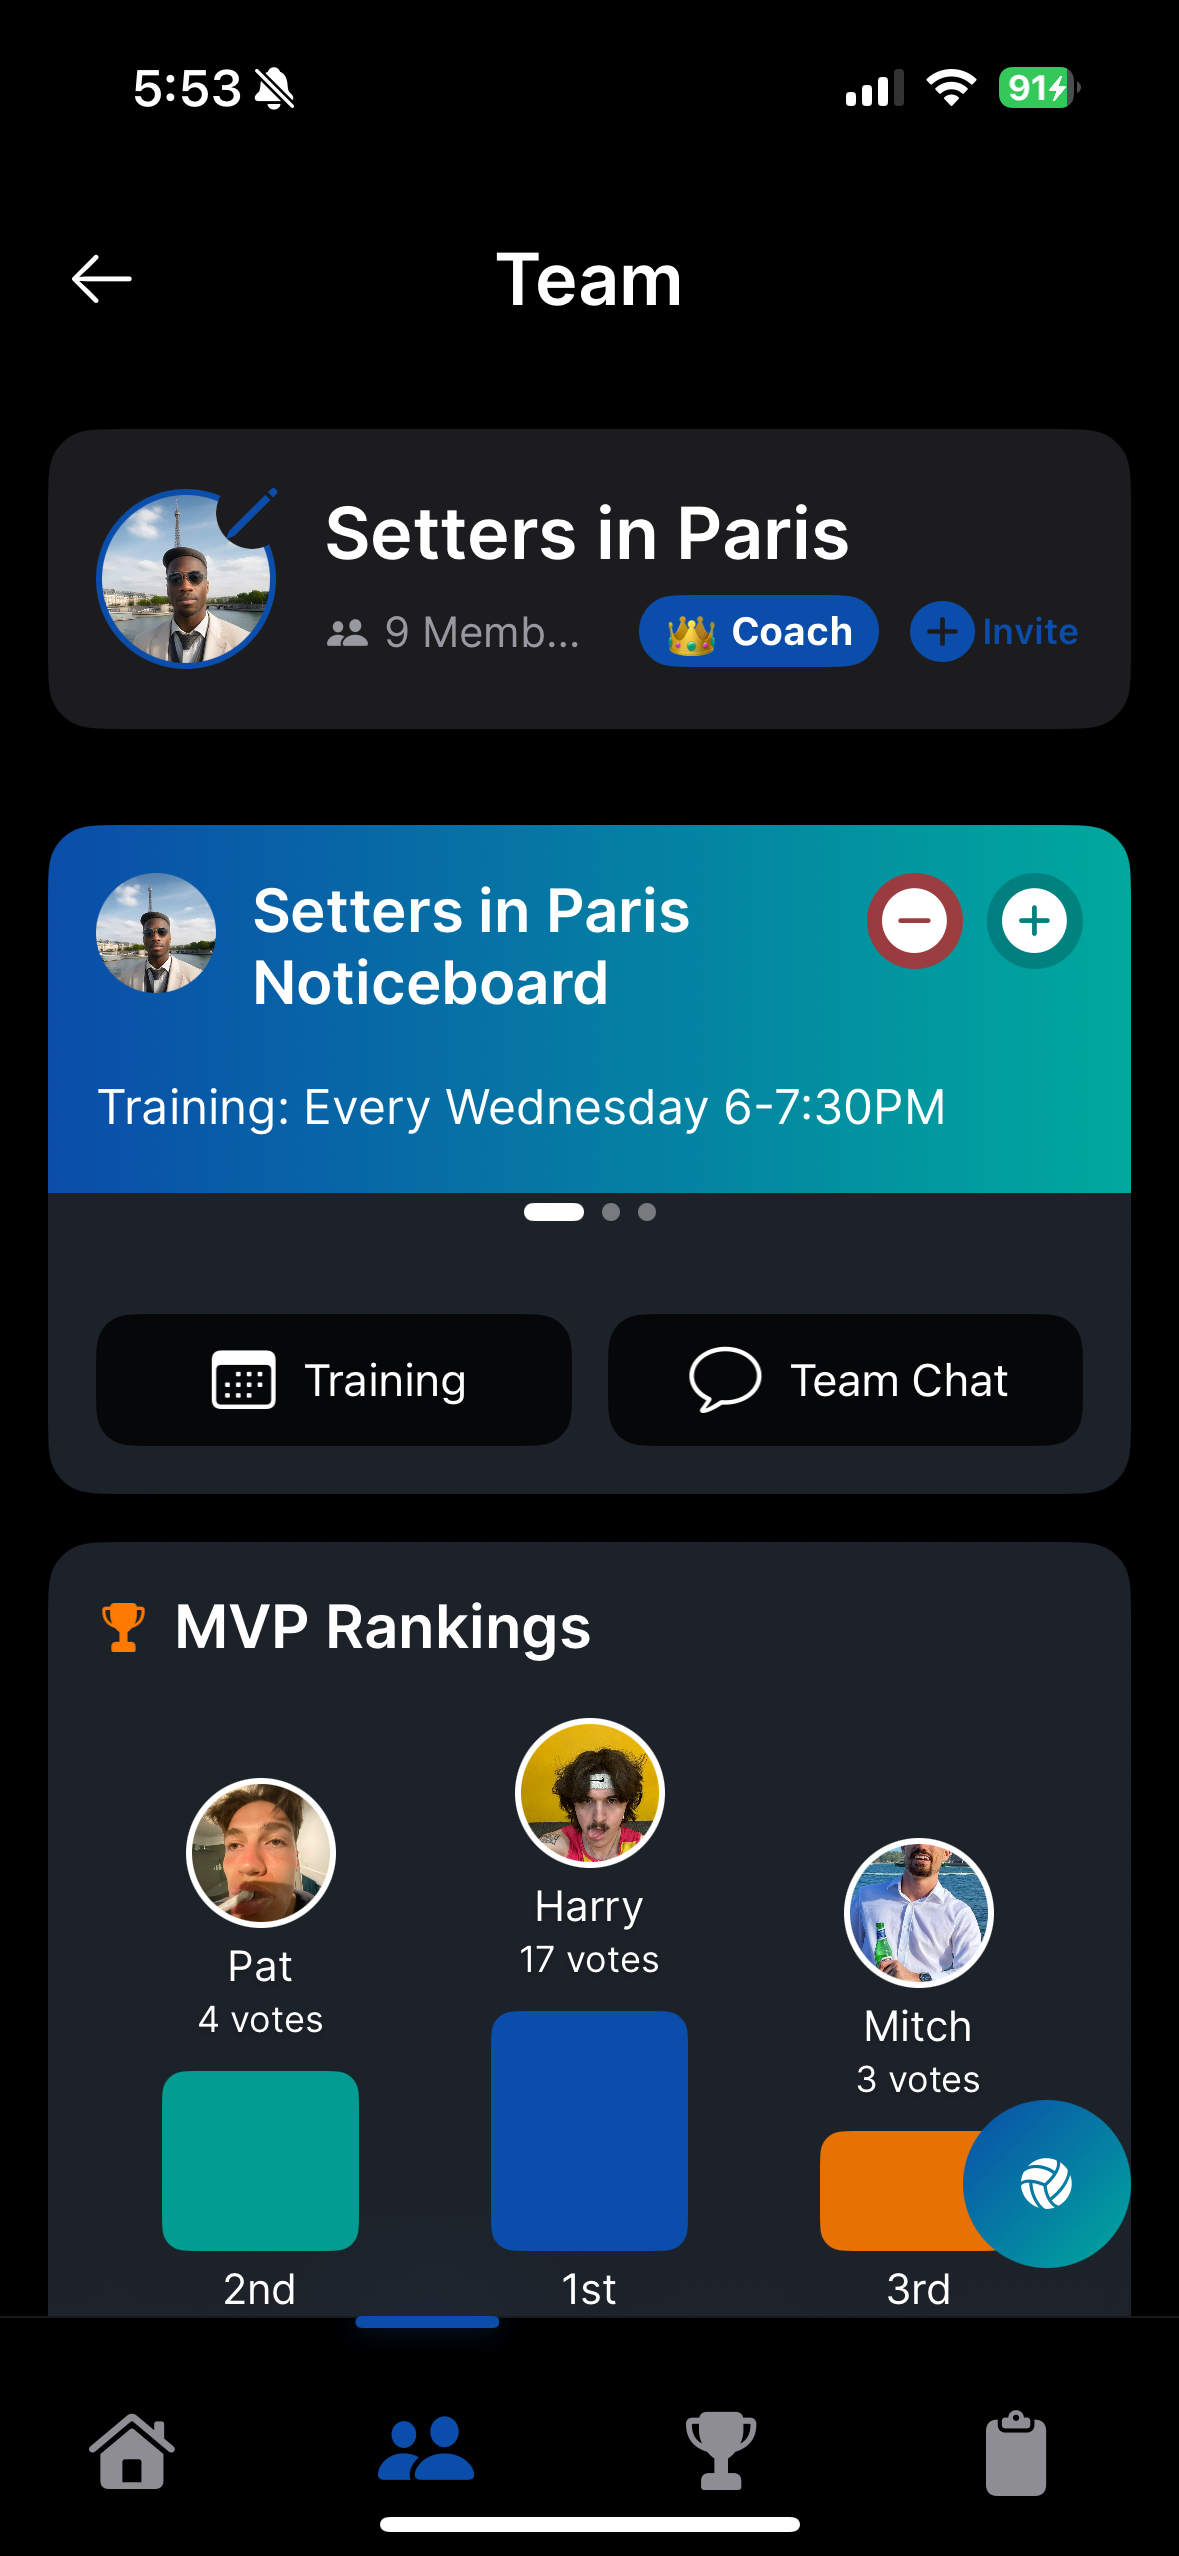 5:53
91
Team
Setters in Paris
9 Memb...
Coach
Invite
Setters in Paris
Noticeboard
Training: Every Wednesday 6-7:30PM
Training
Team Chat
MVP Rankings
Harry
17 votes
Pat
4 votes
Mitch
3 votes
2nd
1st
3rd